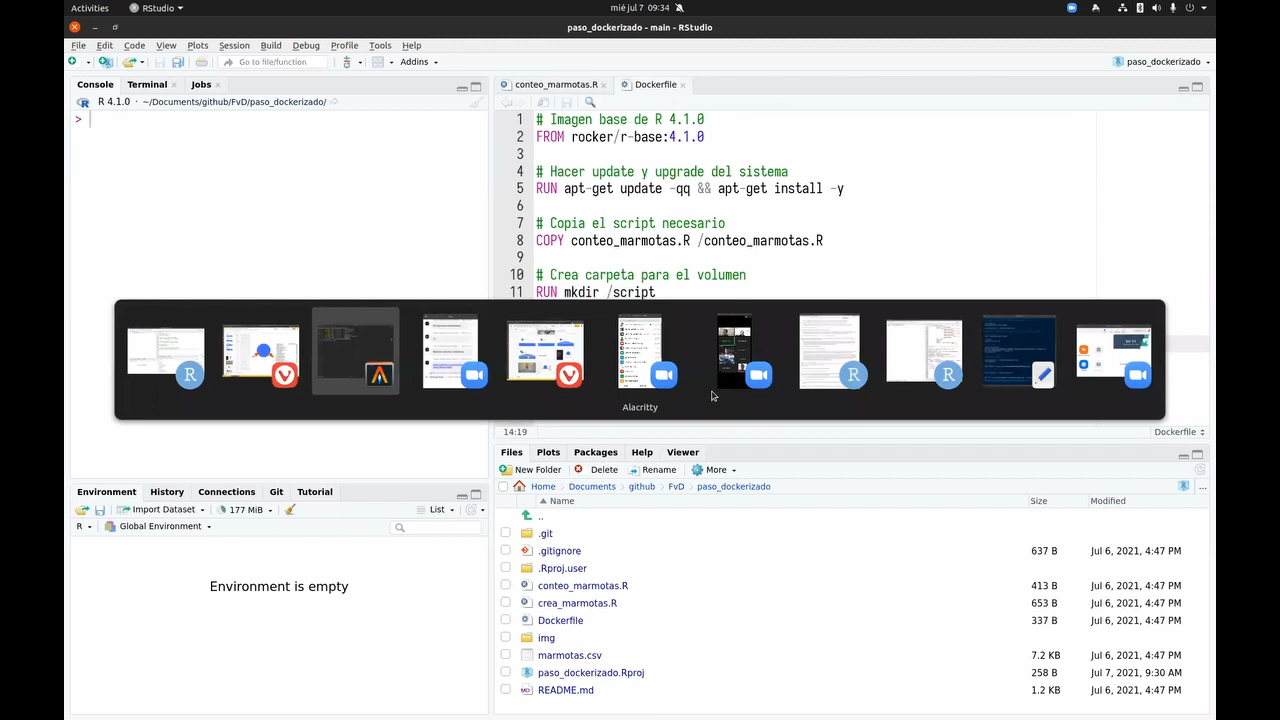 Activities RStudio mié jul 7 09:34
paso_dockerizado - main - RStudio
File Edit Code View Plots Session Build Debug Profile Tools Help
Go to file/function Addins paso_dockerizado
Console Terminal Jobs
R 4.1.0 · ~/Documents/github/FvD/paso_dockerizado/
>
conteo_marmotas.R Dockerfile
1 # Imagen base de R 4.1.0
2 FROM rocker/r-base:4.1.0
3
4 # Hacer update y upgrade del sistema
5 RUN apt-get update -qq && apt-get install -y
6
7 # Copia el script necesario
8 COPY conteo_marmotas.R /conteo_marmotas.R
9
10 # Crea carpeta para el volumen
11 RUN mkdir /script
Alacritty
14:19 Dockerfile
Environment History Connections Git Tutorial
Import Dataset 177 MiB List
R Global Environment
Environment is empty
Files Plots Packages Help Viewer
New Folder Delete Rename More
Home Documents github FvD paso_dockerizado ...
Name Size Modified
..
.git
.gitignore 637 B Jul 6, 2021, 4:47 PM
.Rproj.user
conteo_marmotas.R 413 B Jul 6, 2021, 4:47 PM
crea_marmotas.R 653 B Jul 6, 2021, 4:47 PM
Dockerfile 337 B Jul 6, 2021, 4:47 PM
img
marmotas.csv 7.2 KB Jul 6, 2021, 4:47 PM
paso_dockerizado.Rproj 258 B Jul 7, 2021, 9:30 AM
README.md 1.2 KB Jul 6, 2021, 4:47 PM